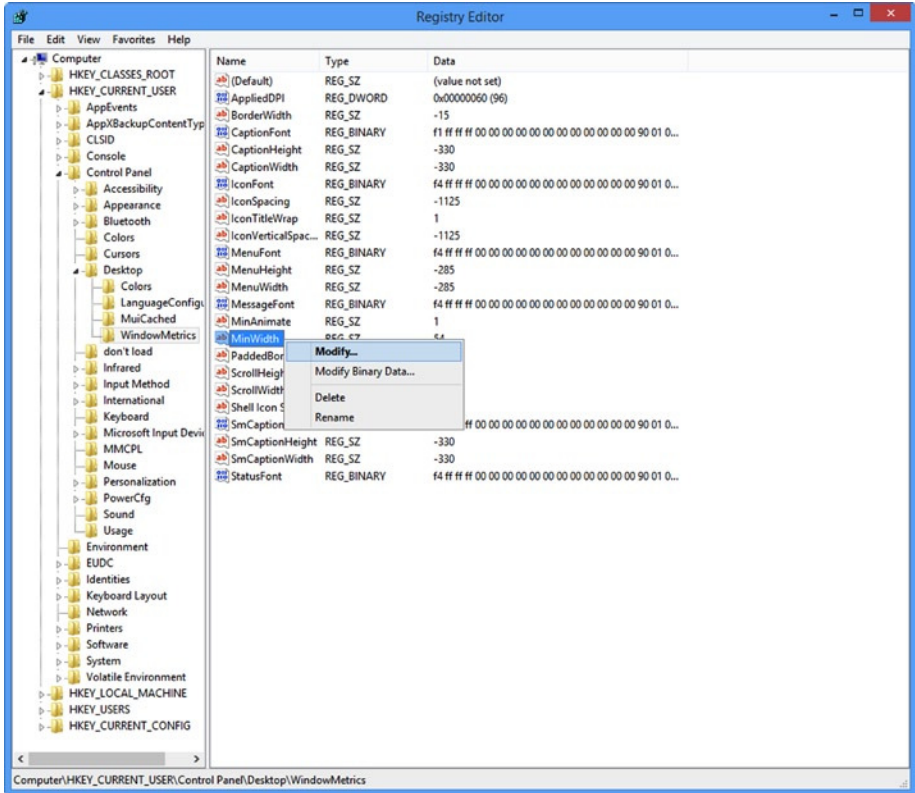 Registry Editor
File Edit View Favorites Help
Computer
HKEY_CLASSES_ROOT
HKEY_CURRENT_USER
AppEvents
AppXBackupContentTyp
CLSID
Console
Control Panel
Accessibility
Appearance
Bluetooth
Colors
Cursors
Desktop
Colors
LanguageConfigu
MuiCached
WindowMetrics
don't load
Infrared
Input Method
International
Keyboard
Microsoft Input Devic
MMCPL
Mouse
Personalization
PowerCfg
Sound
Usage
Environment
EUDC
Identities
Keyboard Layout
Network
Printers
Software
System
Volatile Environment
HKEY_LOCAL_MACHINE
HKEY_USERS
HKEY_CURRENT_CONFIG
Name Type Data
(Default) REG_SZ (value not set)
AppliedDPI REG_DWORD 0x00000060 (96)
BorderWidth REG_SZ -15
CaptionFont REG_BINARY f1 ff ff ff 00 00 00 00 00 00 00 00 00 00 00 00 90 01 0...
CaptionHeight REG_SZ -330
CaptionWidth REG_SZ -330
IconFont REG_BINARY f4 ff ff ff 00 00 00 00 00 00 00 00 00 00 00 00 90 01 0...
IconSpacing REG_SZ -1125
IconTitleWrap REG_SZ 1
IconVerticalSpac... REG_SZ -1125
MenuFont REG_BINARY f4 ff ff ff 00 00 00 00 00 00 00 00 00 00 00 00 90 01 0...
MenuHeight REG_SZ -285
MenuWidth REG_SZ -285
MessageFont REG_BINARY f4 ff ff ff 00 00 00 00 00 00 00 00 00 00 00 00 90 01 0...
MinAnimate REG_SZ 1
MinWidth REG_SZ 54
PaddedBor
ScrollHeigh
ScrollWidth
Shell Icon S
SmCaption ff 00 00 00 00 00 00 00 00 00 00 00 00 90 01 0...
SmCaptionHeight REG_SZ -330
SmCaptionWidth REG_SZ -330
StatusFont REG_BINARY f4 ff ff ff 00 00 00 00 00 00 00 00 00 00 00 00 90 01 0...
Modify...
Modify Binary Data...
Delete
Rename
Computer\HKEY_CURRENT_USER\Control Panel\Desktop\WindowMetrics